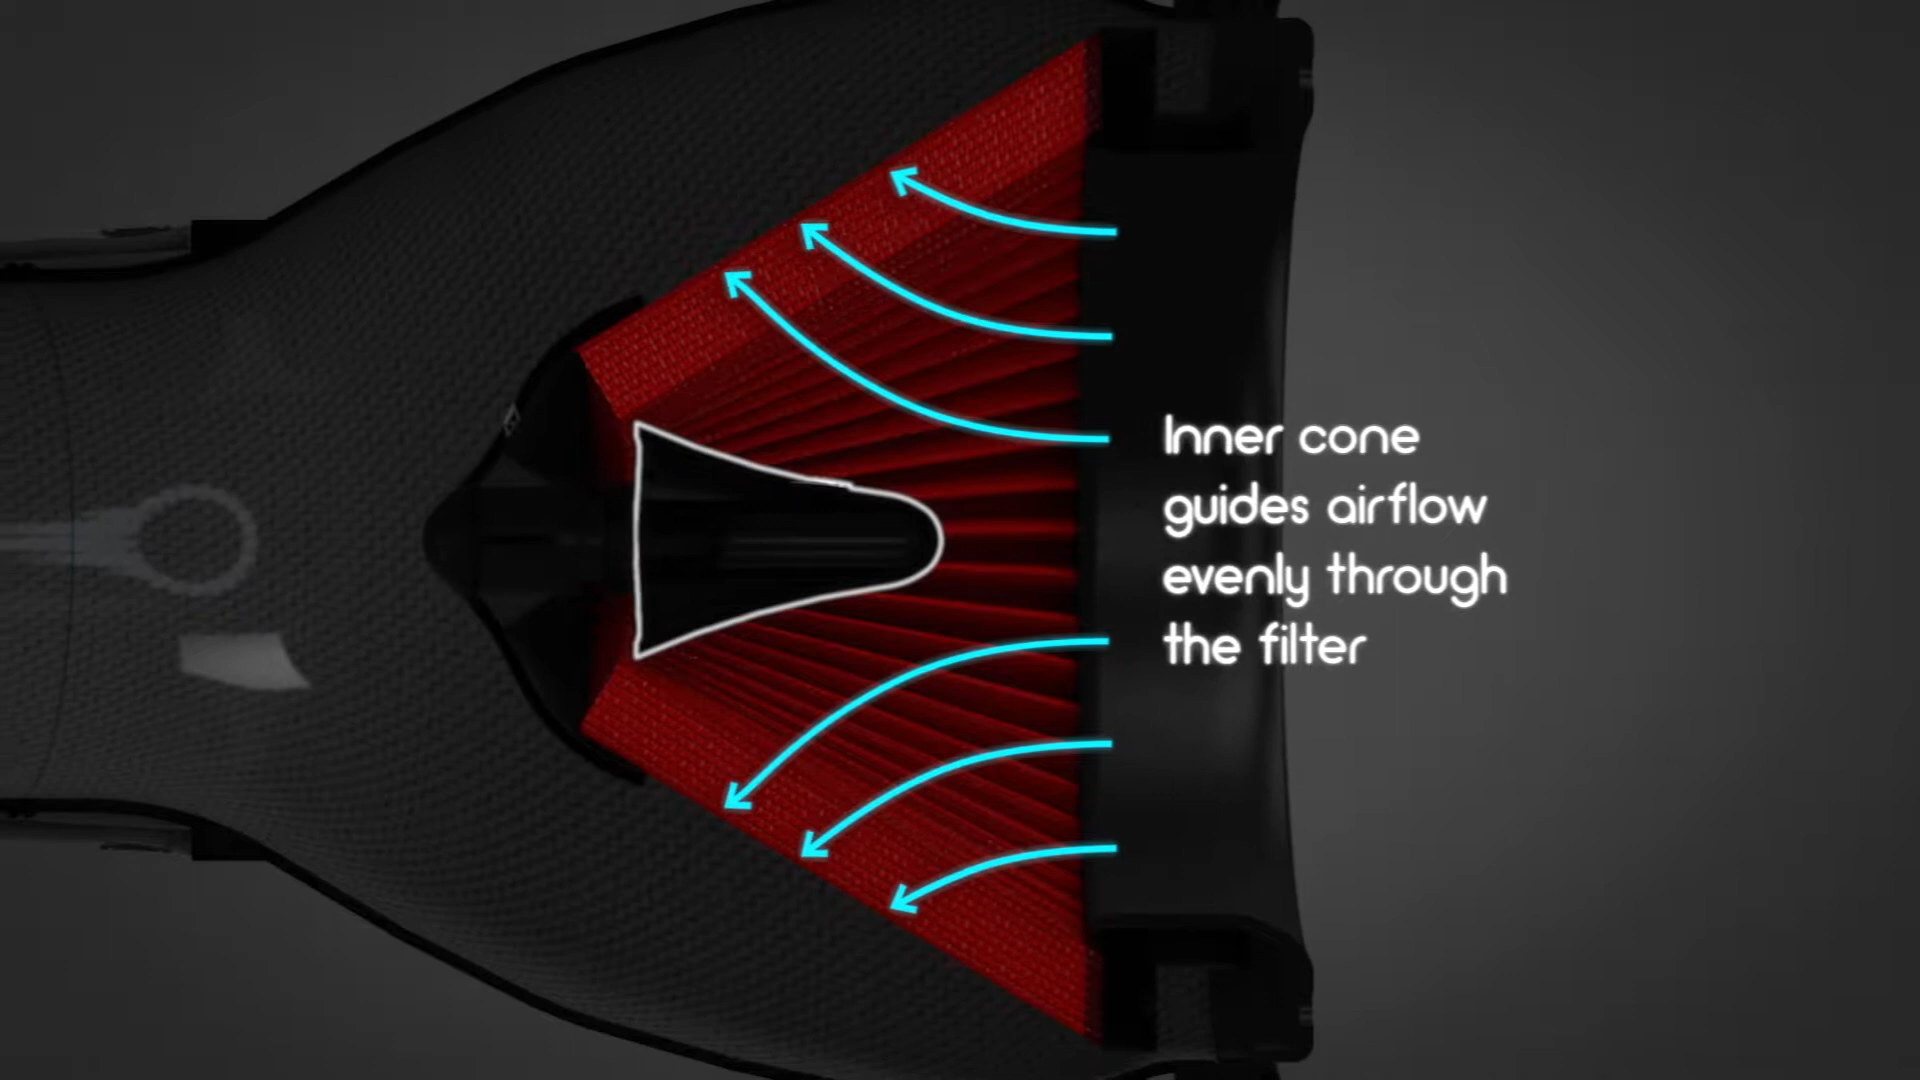 Inner cone
guides airflow
evenly through
the filter